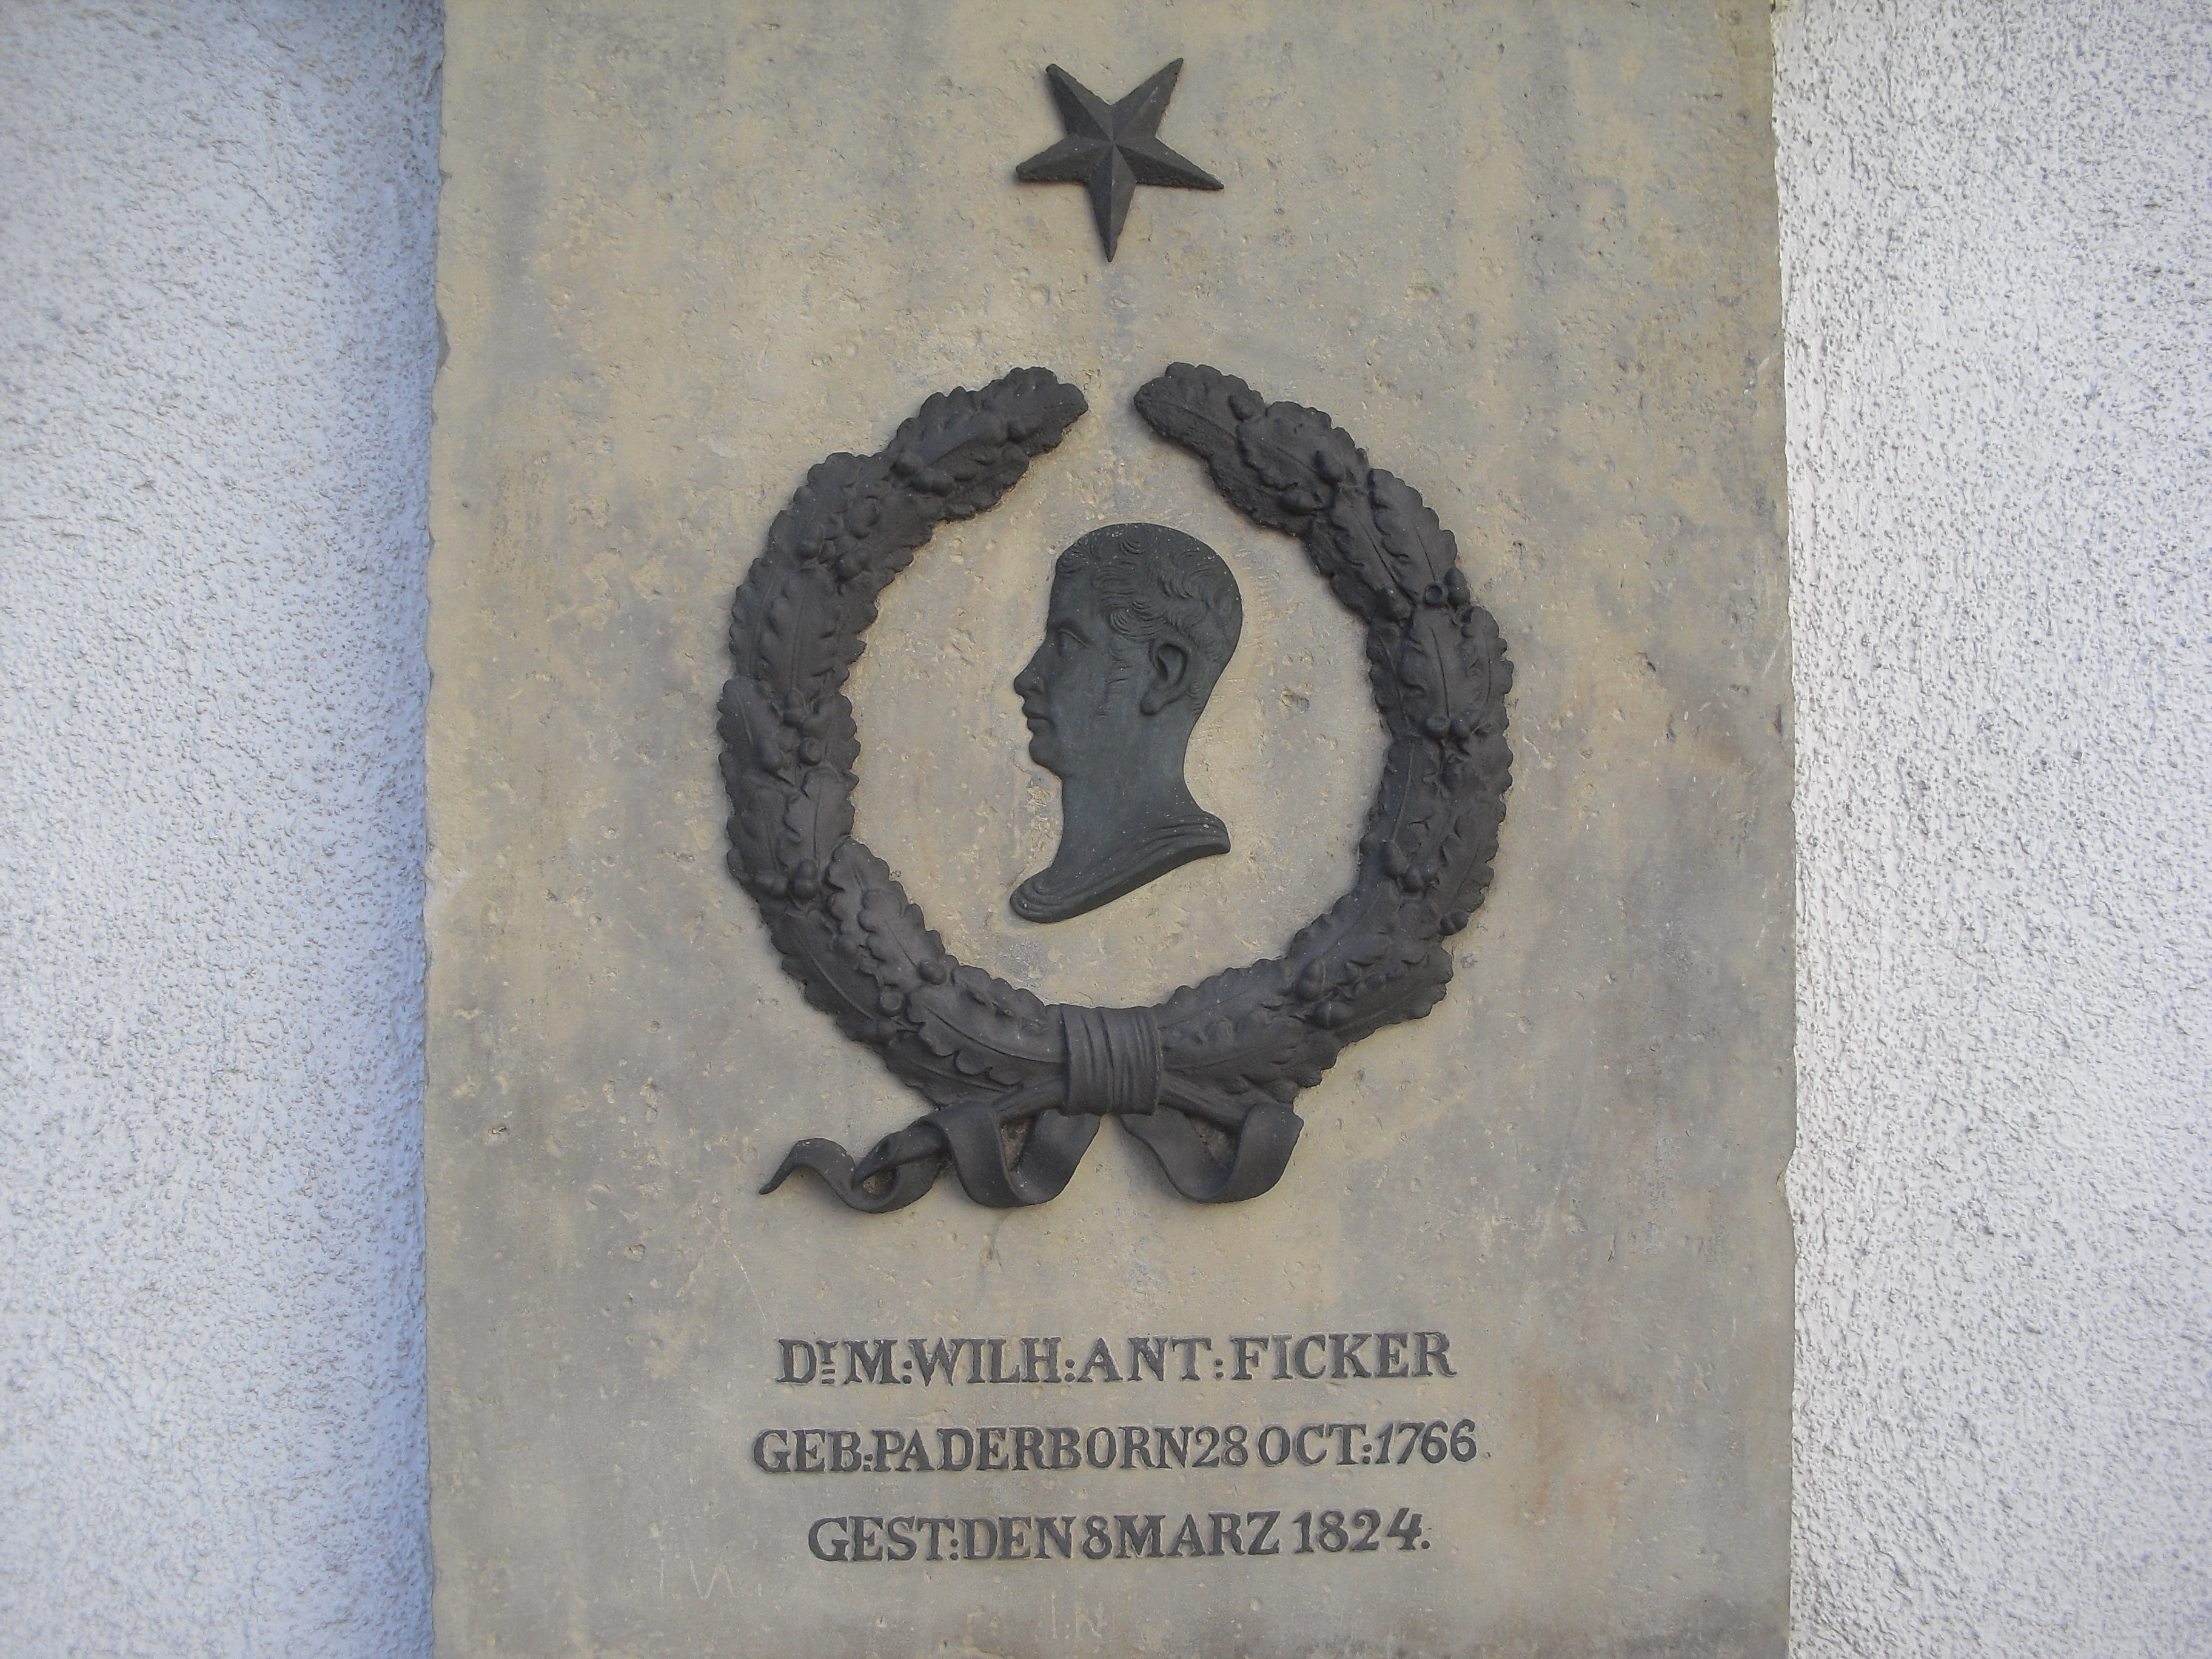 Dr M:WILH:ANT:FICKER
GEB:PADERBORN 28 OCT:1766.
GEST:DEN 8 MARZ 1824.